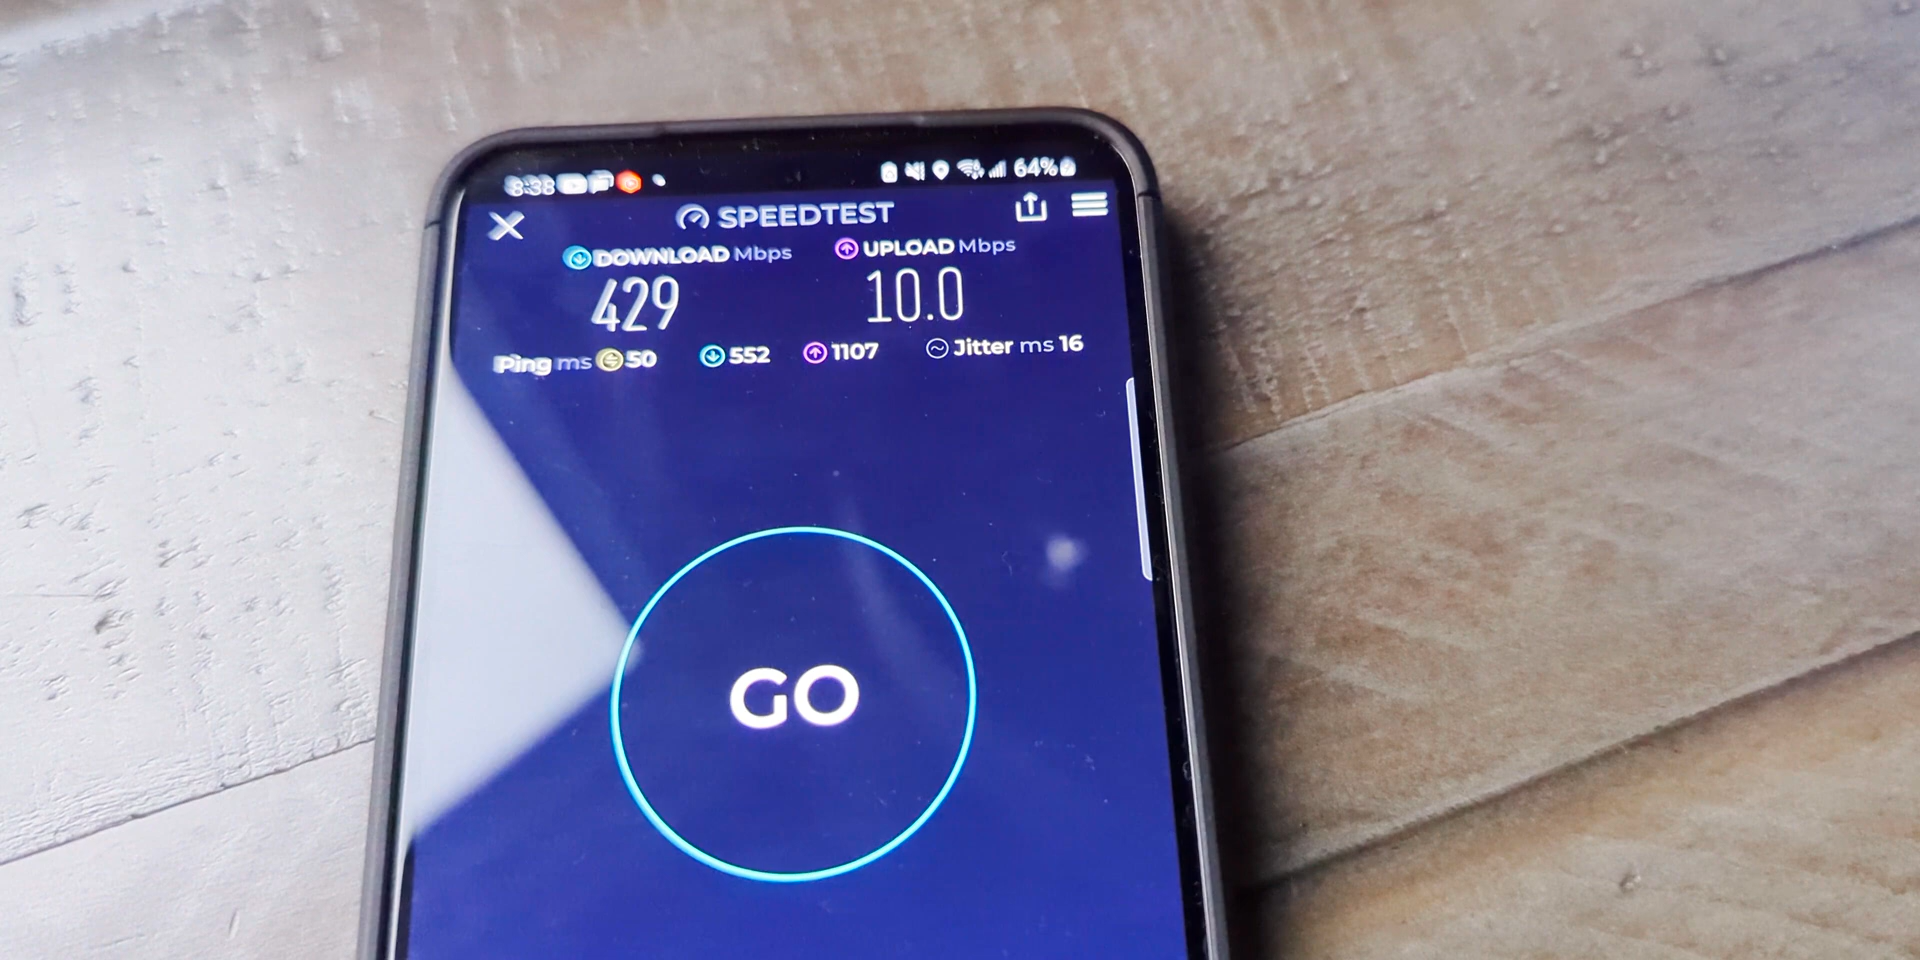 8:38 64%
SPEEDTEST
DOWNLOAD Mbps UPLOAD Mbps
429 10.0
Ping ms 50 552 1107 Jitter ms 16
GO